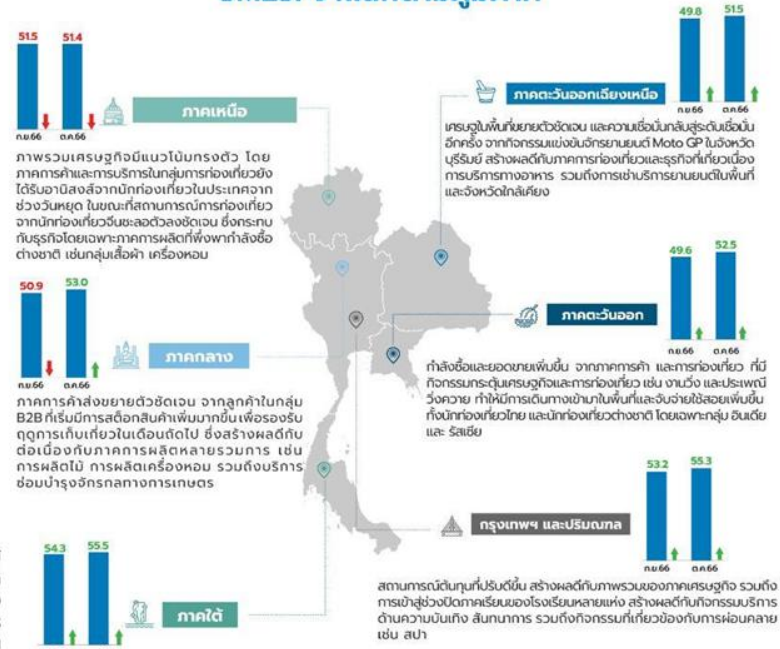 51.5 51.4
ก.ย.66 ต.ค.66
ภาคเหนือ
ภาพรวมเศรษฐกิจมีแนวโน้มทรงตัว โดย
ภาคการค้าและการบริการในกลุ่มการท่องเที่ยวยัง
ได้รับอานิสงส์จากนักท่องเที่ยวในประเทศจาก
ช่วงวันหยุด ในขณะที่สถานการณ์การท่องเที่ยว
จากนักท่องเที่ยวจีนชะลอตัวลงชัดเจน ซึ่งกระทบ
กับธุรกิจโดยเฉพาะภาคการผลิตที่พึ่งพากำลังซื้อ
ต่างชาติ เช่นกลุ่มเสื้อผ้า เครื่องหอม
49.8 51.5
ก.ย.66 ต.ค.66
ภาคตะวันออกเฉียงเหนือ
เศรษฐในพื้นที่ขยายตัวชัดเจน และความเชื่อมั่นกลับสู่ระดับเชื่อมั่น
อีกครั้ง จากกิจกรรมแข่งขันจักรยานยนต์ Moto GP ในจังหวัด
บุรีรัมย์ สร้างผลดีกับภาคการท่องเที่ยวและธุรกิจที่เกี่ยวเนื่อง
การบริการทางอาหาร รวมถึงการเช่าบริการยานยนต์ในพื้นที่
และจังหวัดใกล้เคียง
50.9 53.0
ก.ย.66 ต.ค.66
ภาคกลาง
ภาคการค้าส่งขยายตัวชัดเจน จากลูกค้าในกลุ่ม
B2B ที่เริ่มมีการสต็อกสินค้าเพิ่มมากขึ้นเพื่อรองรับ
ฤดูการเก็บเกี่ยวในเดือนถัดไป ซึ่งสร้างผลดีกับ
ต่อเนื่องกับภาคการผลิตหลายรายการ เช่น
การผลิตไม้ การผลิตเครื่องหอม รวมถึงบริการ
ซ่อมบำรุงจักรกลทางการเกษตร
49.6 52.5
ก.ย.66 ต.ค.66
ภาคตะวันออก
กำลังซื้อและยอดขายเพิ่มขึ้น จากภาคการค้า และการท่องเที่ยว ที่มี
กิจกรรมกระตุ้นเศรษฐกิจและการท่องเที่ยว เช่น งานวิ่ง และประเพณี
วิ่งควาย ทำให้มีการเดินทางเข้ามาในพื้นที่และจับจ่ายใช้สอยเพิ่มขึ้น
ทั้งนักท่องเที่ยวไทย และนักท่องเที่ยวต่างชาติ โดยเฉพาะกลุ่ม อินเดีย
และ รัสเซีย
53.2 55.3
ก.ย.66 ต.ค.66
กรุงเทพฯ และปริมณฑล
สถานการณ์ต้นทุนที่ปรับดีขึ้น สร้างผลดีกับภาพรวมของภาคเศรษฐกิจ รวมถึง
การเข้าสู่ช่วงปิดภาคเรียนของโรงเรียนหลายแห่ง สร้างผลดีกับกิจกรรมบริการ
ด้านความบันเทิง สันทนาการ รวมถึงกิจกรรมที่เกี่ยวข้องกับการผ่อนคลาย
เช่น สปา
54.3 55.5
ภาคใต้